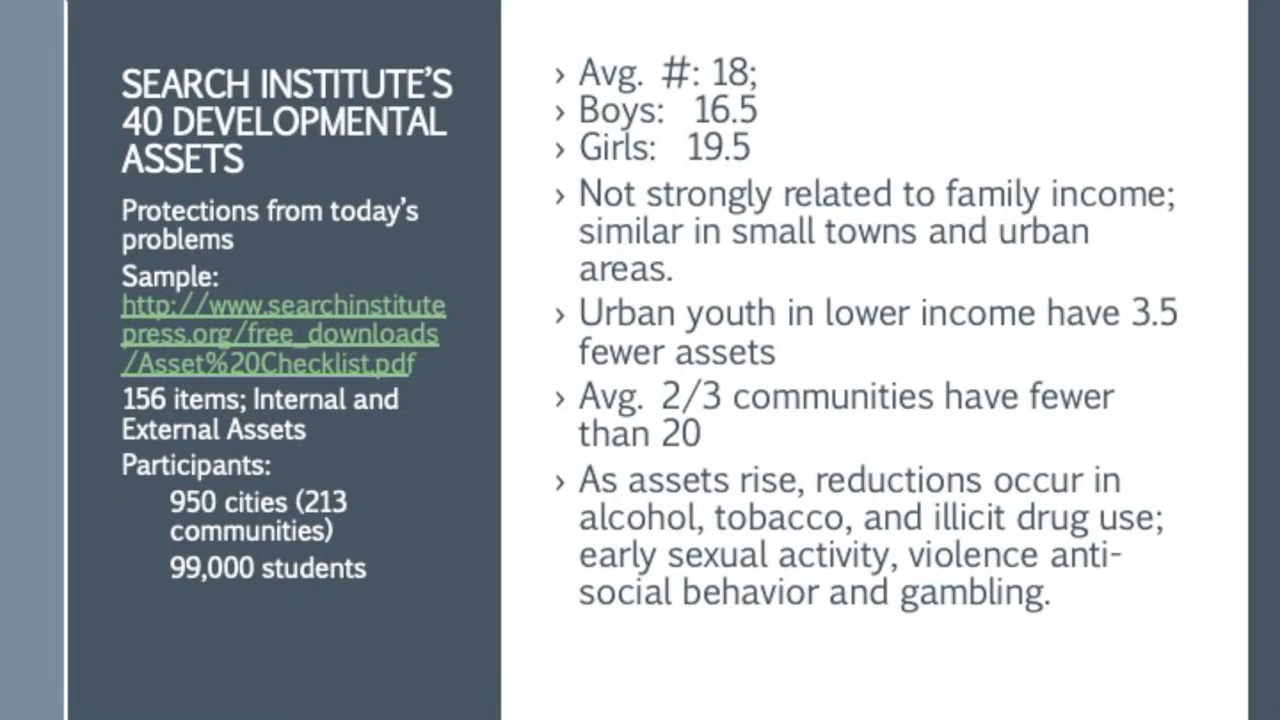 SEARCH INSTITUTE'S
40 DEVELOPMENTAL
ASSETS
Protections from today's
problems
Sample:
http://www.searchinstitute
press.org/free_downloads
/Asset%20Checklist.pdf
156 items; Internal and
External Assets
Participants:
950 cities (213
communities)
99,000 students
› Avg. #: 18;
› Boys: 16.5
› Girls: 19.5
› Not strongly related to family income;
similar in small towns and urban
areas.
› Urban youth in lower income have 3.5
fewer assets
› Avg. 2/3 communities have fewer
than 20
› As assets rise, reductions occur in
alcohol, tobacco, and illicit drug use;
early sexual activity, violence anti-
social behavior and gambling.